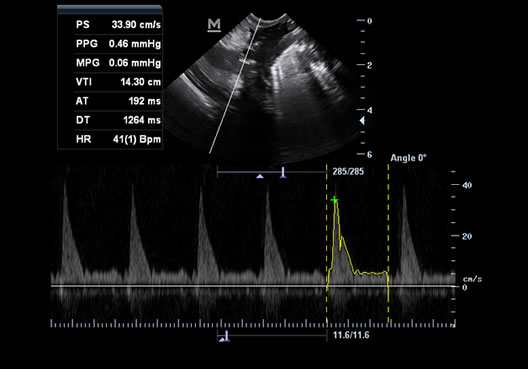 PS 33.90 cm/s
PPG 0.46 mmHg
MPG 0.06 mmHg
VTI 14.30 cm
AT 192 ms
DT 1264 ms
HR 41(1) Bpm
M
0
2
4
6
285/285
Angle 0°
40
20
cm/s
0
11.6/11.6